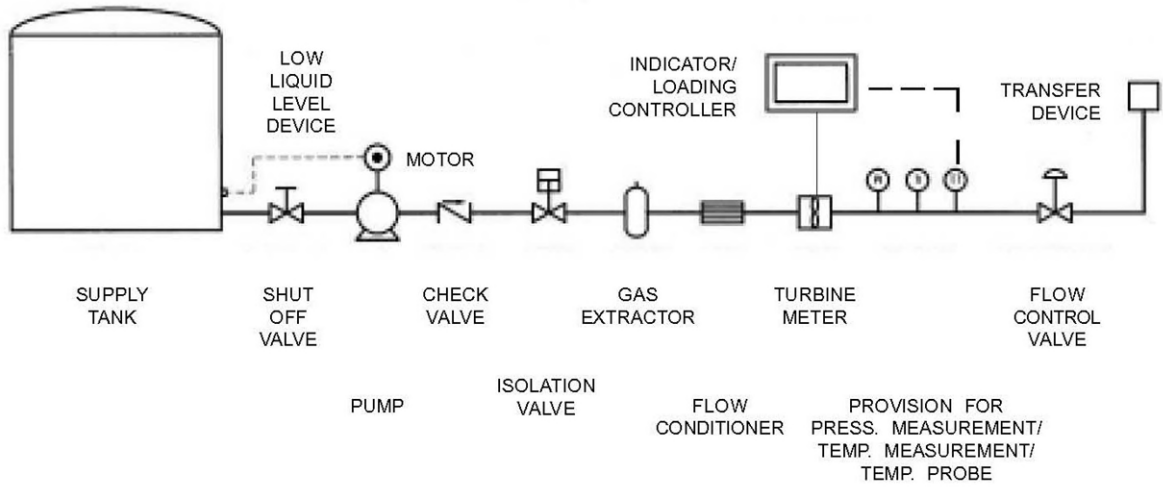 LOW
LIQUID
LEVEL
DEVICE
MOTOR
INDICATOR/
LOADING
CONTROLLER
TRANSFER
DEVICE
SUPPLY
TANK
SHUT
OFF
VALVE
PUMP
CHECK
VALVE
ISOLATION
VALVE
GAS
EXTRACTOR
FLOW
CONDITIONER
TURBINE
METER
PROVISION FOR
PRESS. MEASUREMENT/
TEMP. MEASUREMENT/
TEMP. PROBE
FLOW
CONTROL
VALVE